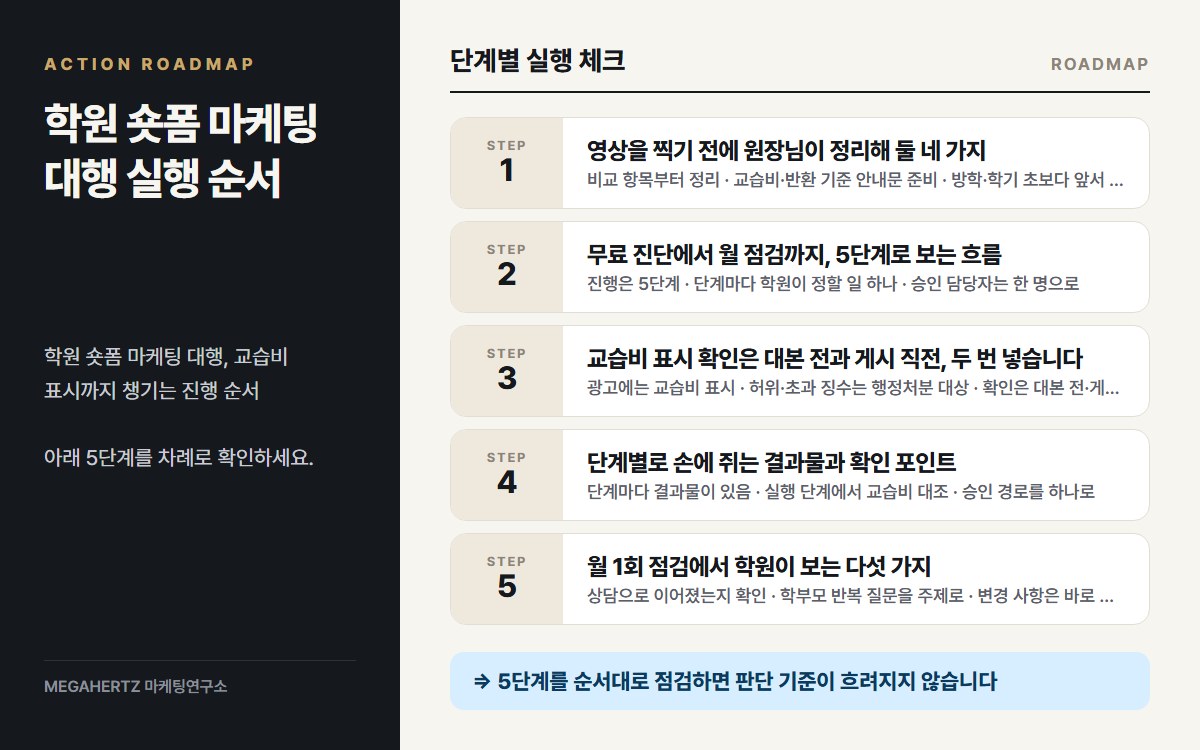 ACTION ROADMAP
학원 숏폼 마케팅
대행 실행 순서
학원 숏폼 마케팅 대행, 교습비
표시까지 챙기는 진행 순서
아래 5단계를 차례로 확인하세요.
MEGAHERTZ 마케팅연구소
단계별 실행 체크
ROADMAP
STEP
1
영상을 찍기 전에 원장님이 정리해 둘 네 가지
비교 항목부터 정리 · 교습비·반환 기준 안내문 준비 · 방학·학기 초보다 앞서 ...
STEP
2
무료 진단에서 월 점검까지, 5단계로 보는 흐름
진행은 5단계 · 단계마다 학원이 정할 일 하나 · 승인 담당자는 한 명으로
STEP
3
교습비 표시 확인은 대본 전과 게시 직전, 두 번 넣습니다
광고에는 교습비 표시 · 허위·초과 징수는 행정처분 대상 · 확인은 대본 전·게...
STEP
4
단계별로 손에 쥐는 결과물과 확인 포인트
단계마다 결과물이 있음 · 실행 단계에서 교습비 대조 · 승인 경로를 하나로
STEP
5
월 1회 점검에서 학원이 보는 다섯 가지
상담으로 이어졌는지 확인 · 학부모 반복 질문을 주제로 · 변경 사항은 바로 ...
⇒ 5단계를 순서대로 점검하면 판단 기준이 흐려지지 않습니다